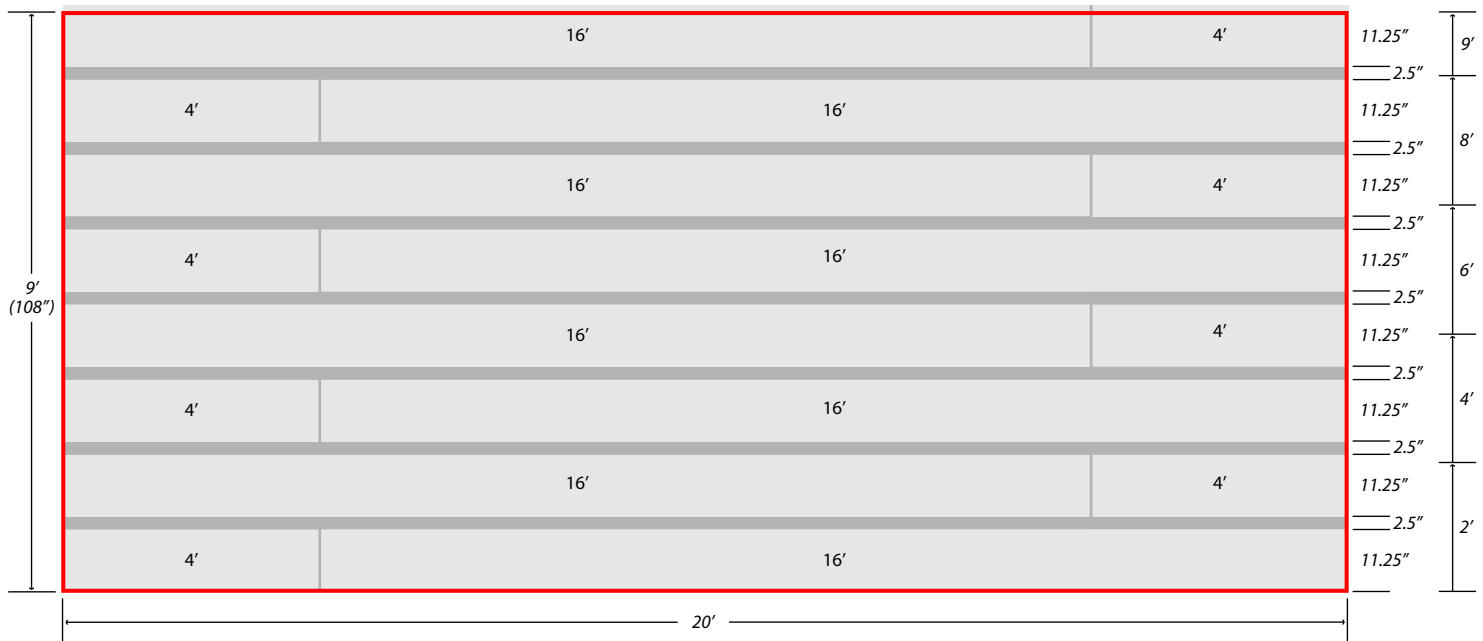 16′ 4′ 11.25″ 9′
2.5″
4′ 16′ 11.25″ 8′
2.5″
16′ 4′ 11.25″
2.5″
4′ 16′ 11.25″ 6′
9′
(108″)
2.5″
16′ 4′ 11.25″
2.5″
4′ 16′ 11.25″ 4′
2.5″
16′ 4′ 11.25″
2.5″ 2′
4′ 16′ 11.25″
20′